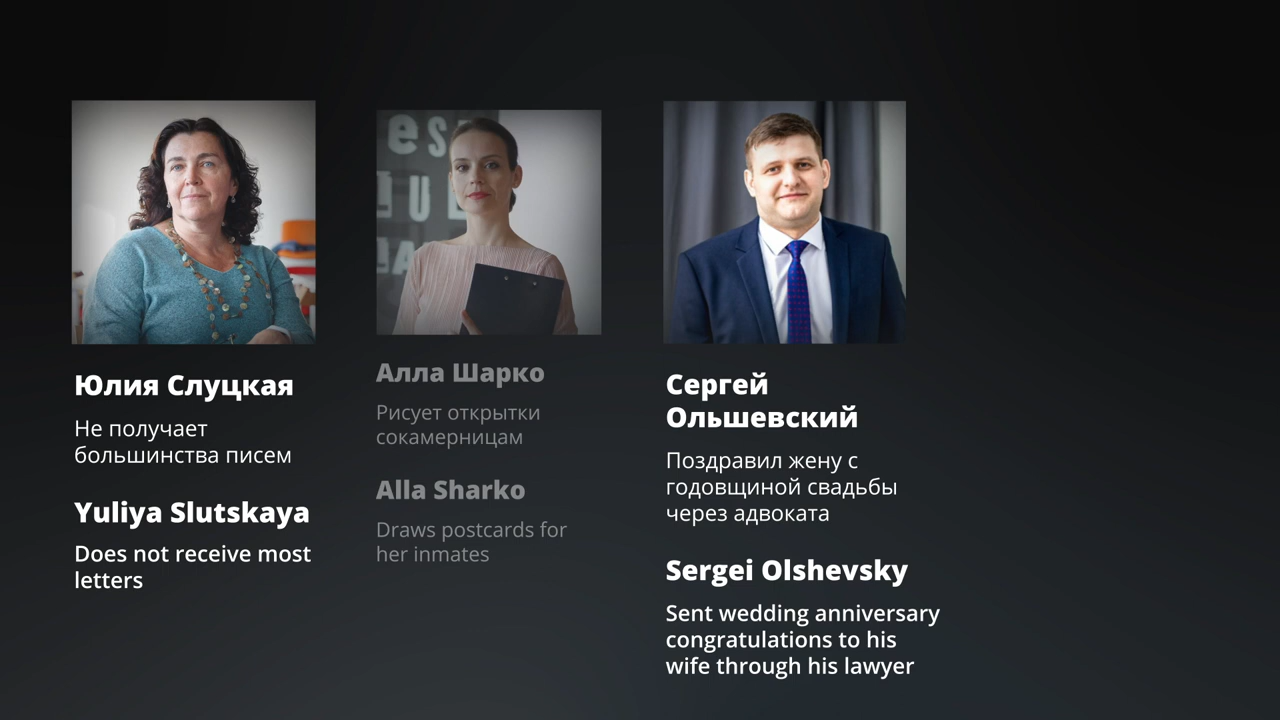 Юлия Слуцкая
Не получает
большинства писем
Yuliya Slutskaya
Does not receive most
letters
esl
UL
Алла Шарко
Рисует открытки
сокамерницам
Alla Sharko
Draws postcards for
her inmates
Сергей
Ольшевский
Поздравил жену с
годовщиной свадьбы
через адвоката
Sergei Olshevsky
Sent wedding anniversary
congratulations to his
wife through his lawyer